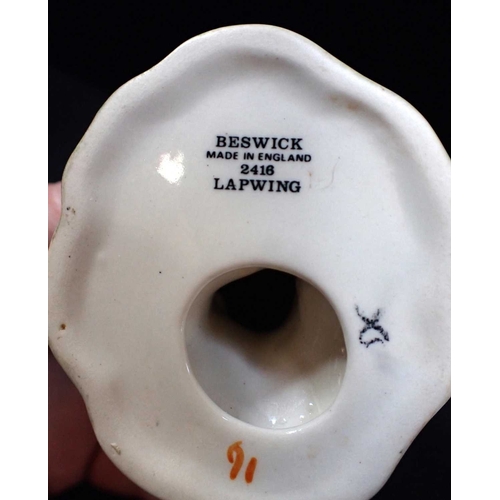 BESWICK
MADE IN ENGLAND
2416
LAPWING
91